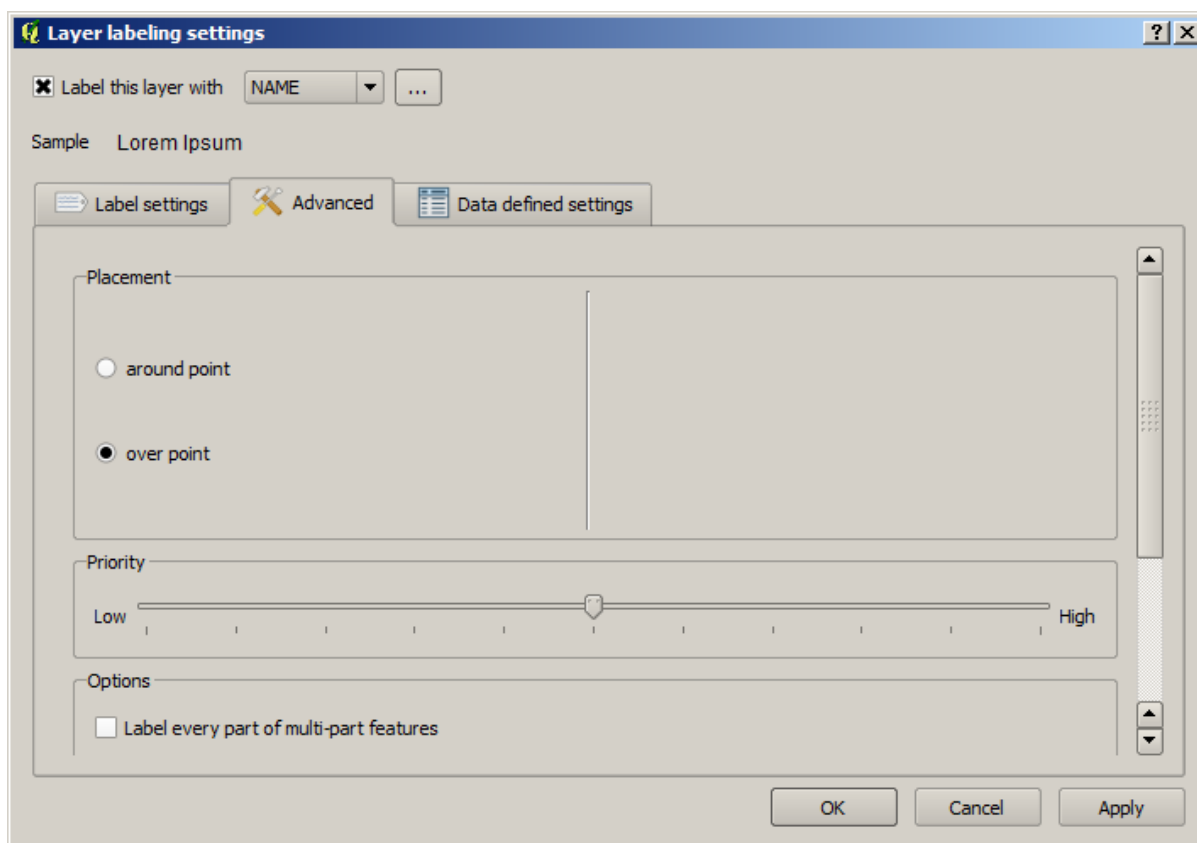 Layer labeling settings
Label this layer with NAME ...
Sample Lorem Ipsum
Label settings Advanced Data defined settings
Placement
around point
over point
Priority
Low High
Options
Label every part of multi-part features
OK Cancel Apply